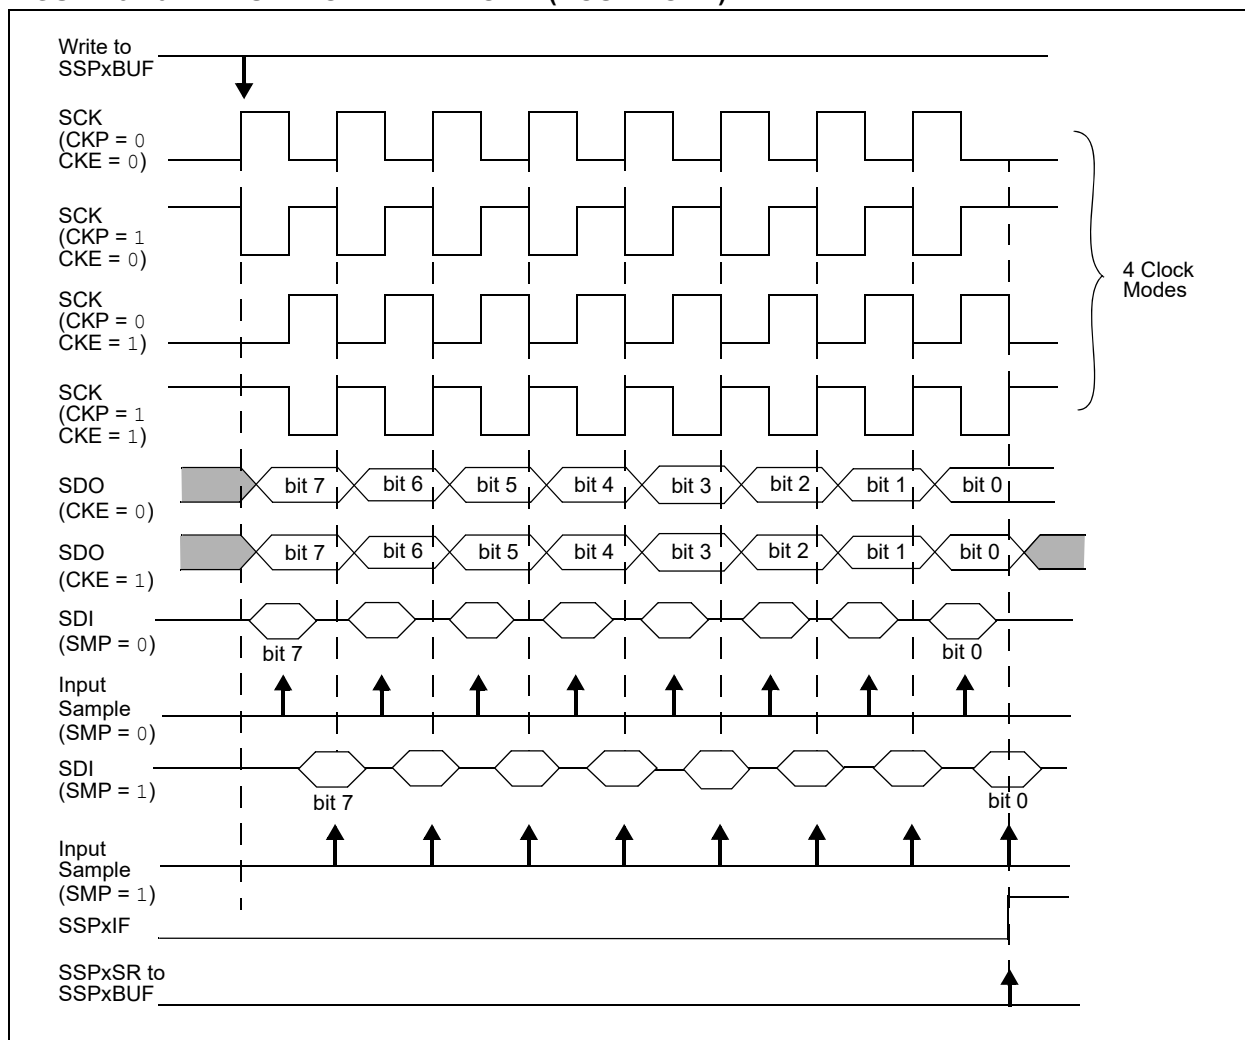 Write to
SSPxBUF
SCK
(CKP = 0
CKE = 0)
SCK
(CKP = 1
CKE = 0)
SCK
(CKP = 0
CKE = 1)
SCK
(CKP = 1
CKE = 1)
4 Clock
Modes
SDO
(CKE = 0)
bit 7 bit 6 bit 5 bit 4 bit 3 bit 2 bit 1 bit 0
SDO
(CKE = 1)
bit 7 bit 6 bit 5 bit 4 bit 3 bit 2 bit 1 bit 0
SDI
(SMP = 0)
bit 7 bit 0
Input
Sample
(SMP = 0)
SDI
(SMP = 1)
bit 7 bit 0
Input
Sample
(SMP = 1)
SSPxIF
SSPxSR to
SSPxBUF